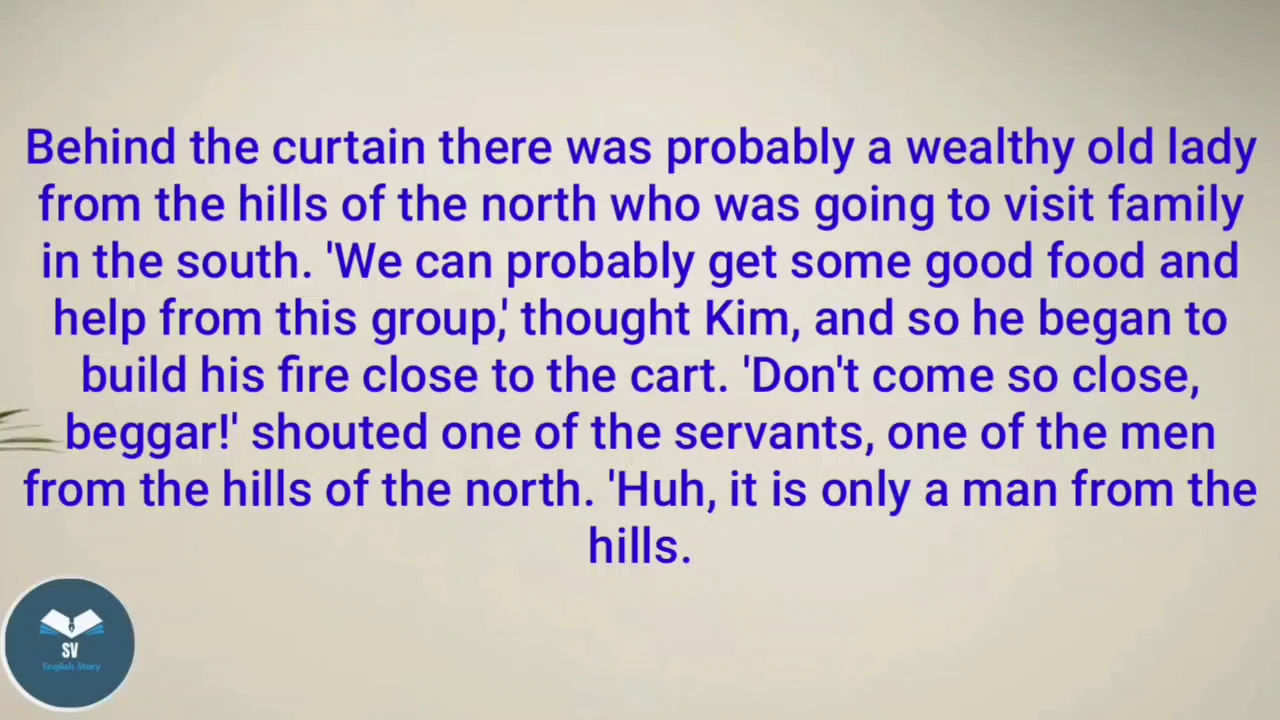 Behind the curtain there was probably a wealthy old lady
from the hills of the north who was going to visit family
in the south. 'We can probably get some good food and
help from this group,' thought Kim, and so he began to
build his fire close to the cart. 'Don't come so close,
beggar!' shouted one of the servants, one of the men
from the hills of the north. 'Huh, it is only a man from the
hills.
SV
English Story